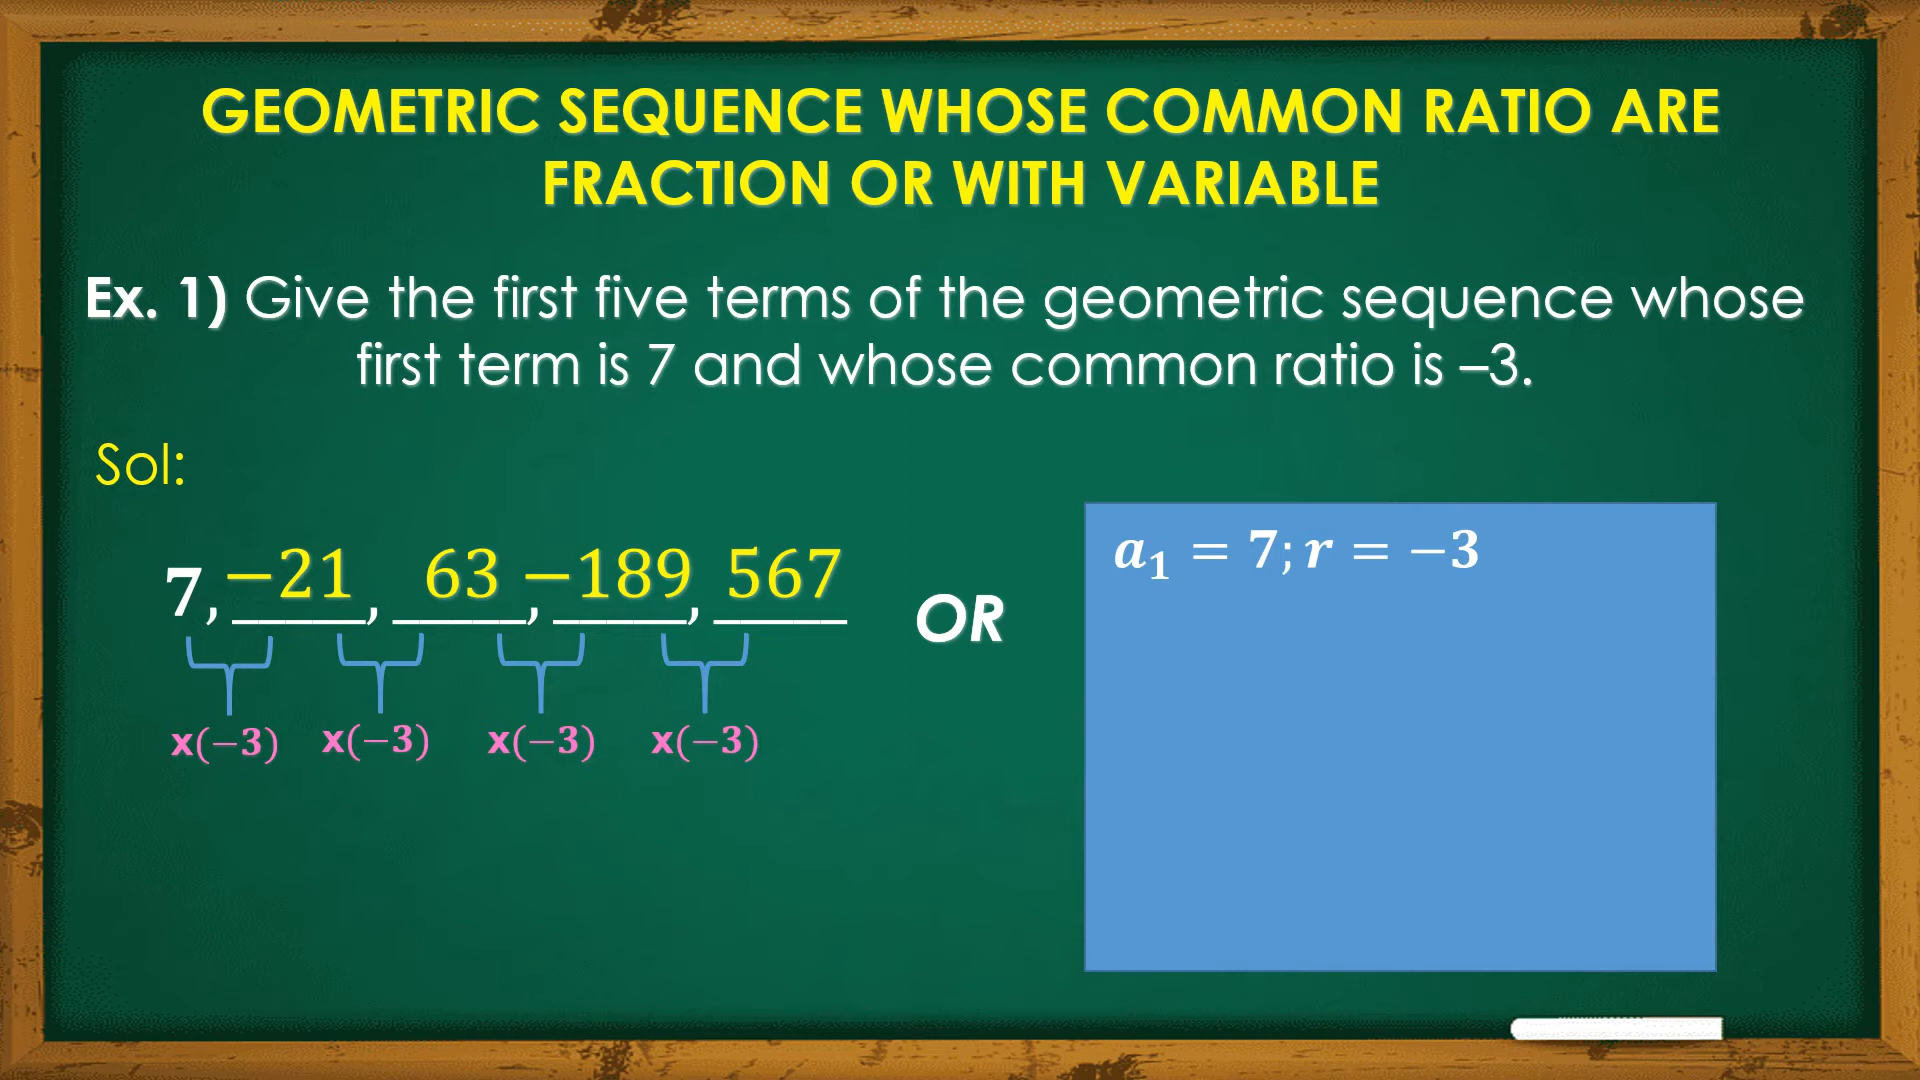 GEOMETRIC SEQUENCE WHOSE COMMON RATIO ARE
FRACTION OR WITH VARIABLE
Ex. 1) Give the first five terms of the geometric sequence whose
first term is 7 and whose common ratio is –3.
Sol:
7, −21, 63, −189, 567
x(−3) x(−3) x(−3) x(−3)
OR
a₁ = 7; r = −3